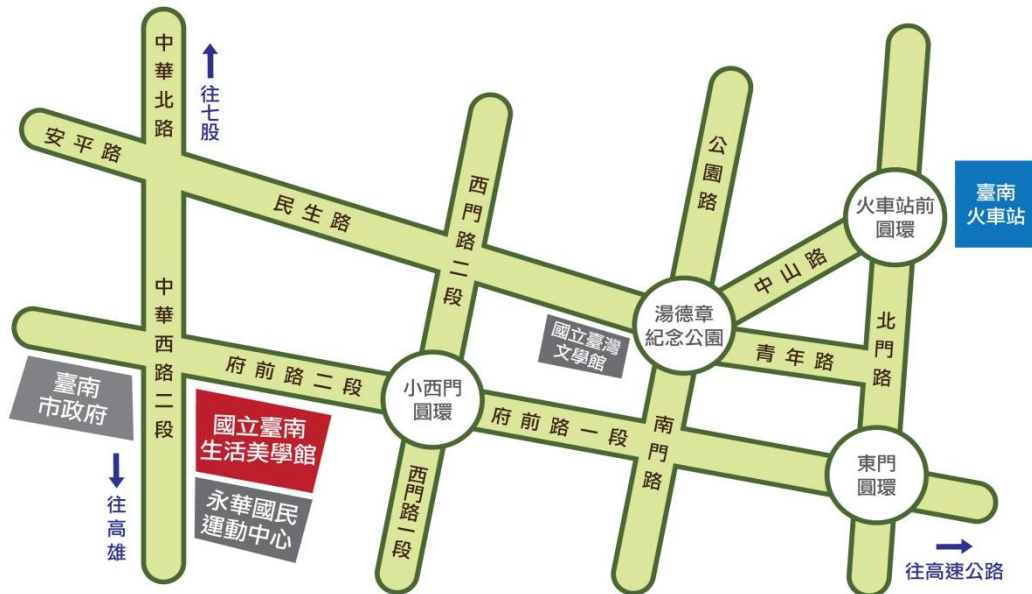 中華北路
往七股
安平路
民生路
西門路二段
公園路
火車站前
圓環
臺南
火車站
中山路
中華西路二段
湯德章
紀念公園
國立臺灣
文學館
青年路
北門路
府前路二段
臺南
市政府
小西門
圓環
國立臺南
生活美學館
府前路一段
南門路
東門
圓環
永華國民
運動中心
西門路一段
往高雄
往高速公路